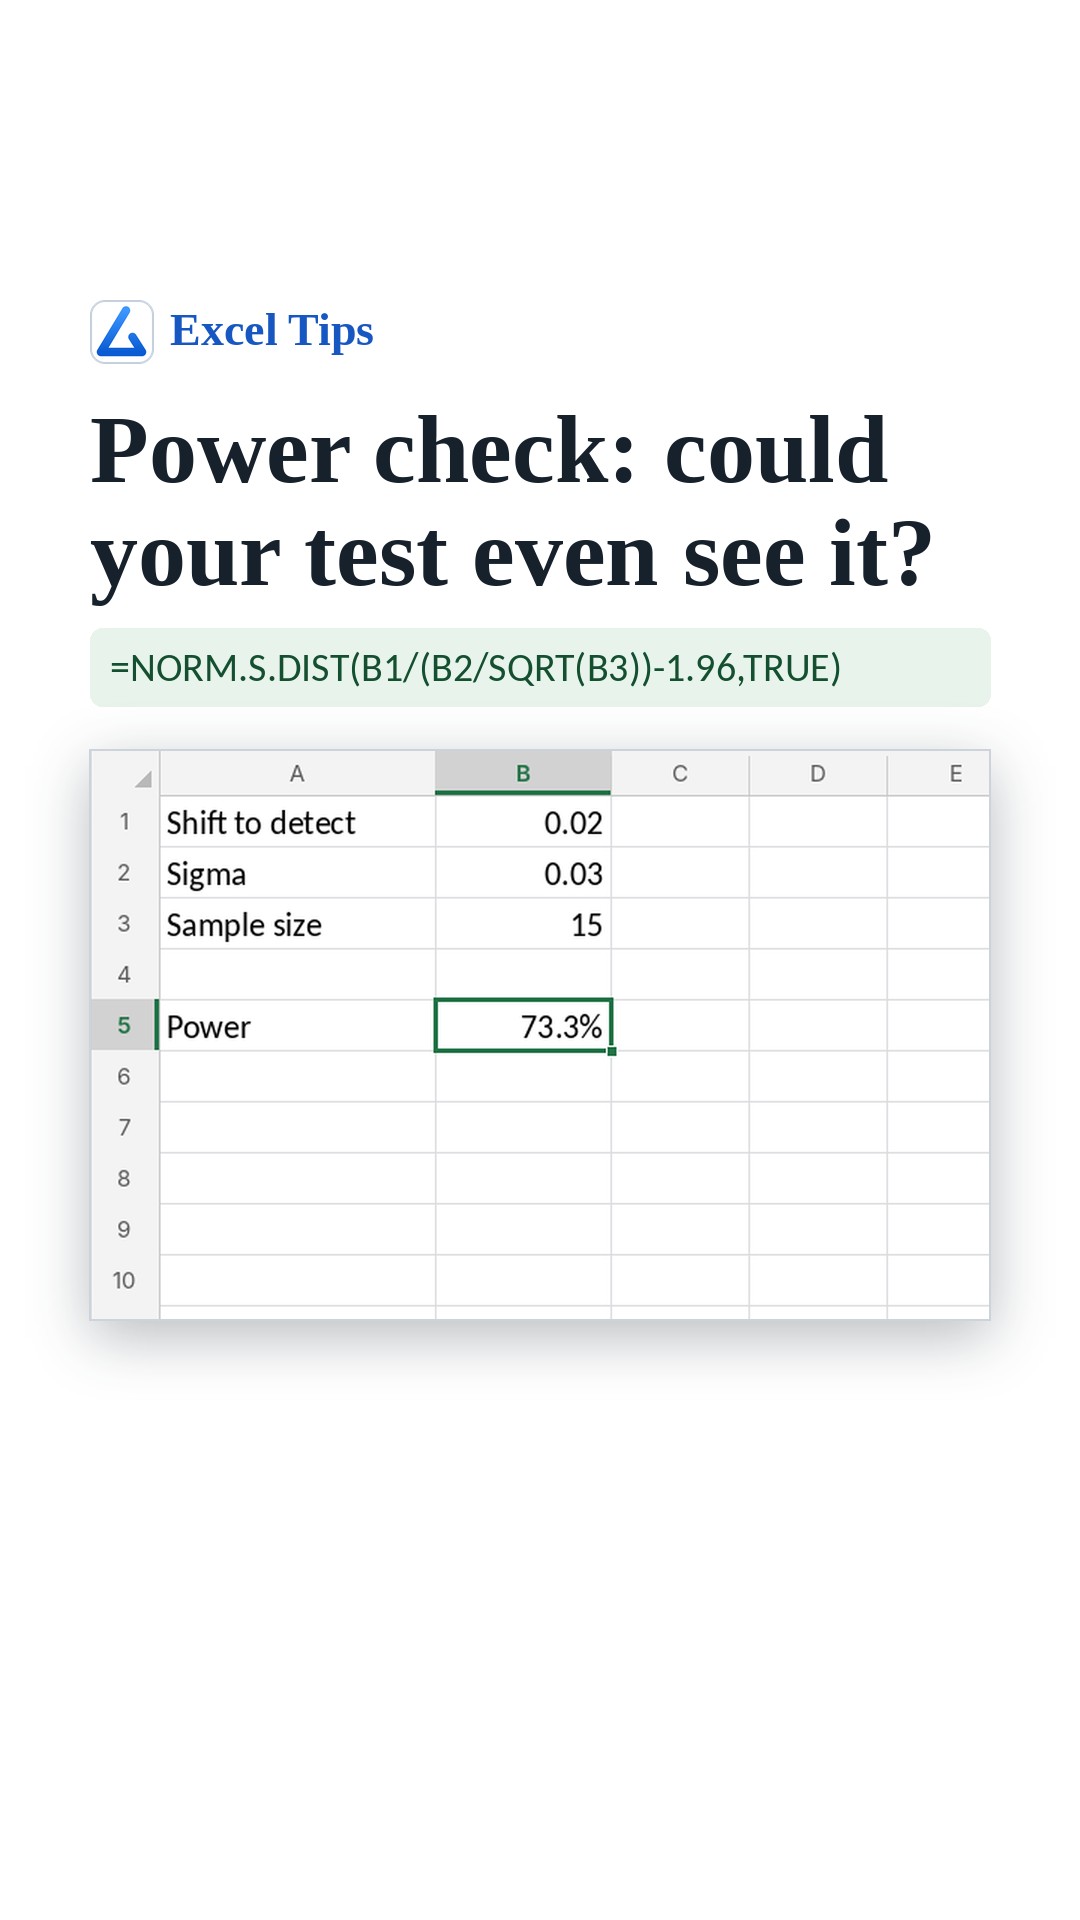 Excel Tips
Power check: could
your test even see it?
=NORM.S.DIST(B1/(B2/SQRT(B3))-1.96,TRUE)
A B C D E
1 Shift to detect 0.02
2 Sigma 0.03
3 Sample size 15
4
5 Power 73.3%
6
7
8
9
10